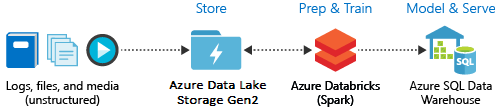 Store
Prep & Train
Model & Serve
Logs, files, and media
(unstructured)
Azure Data Lake
Storage Gen2
Azure Databricks
(Spark)
SQL
Azure SQL Data
Warehouse